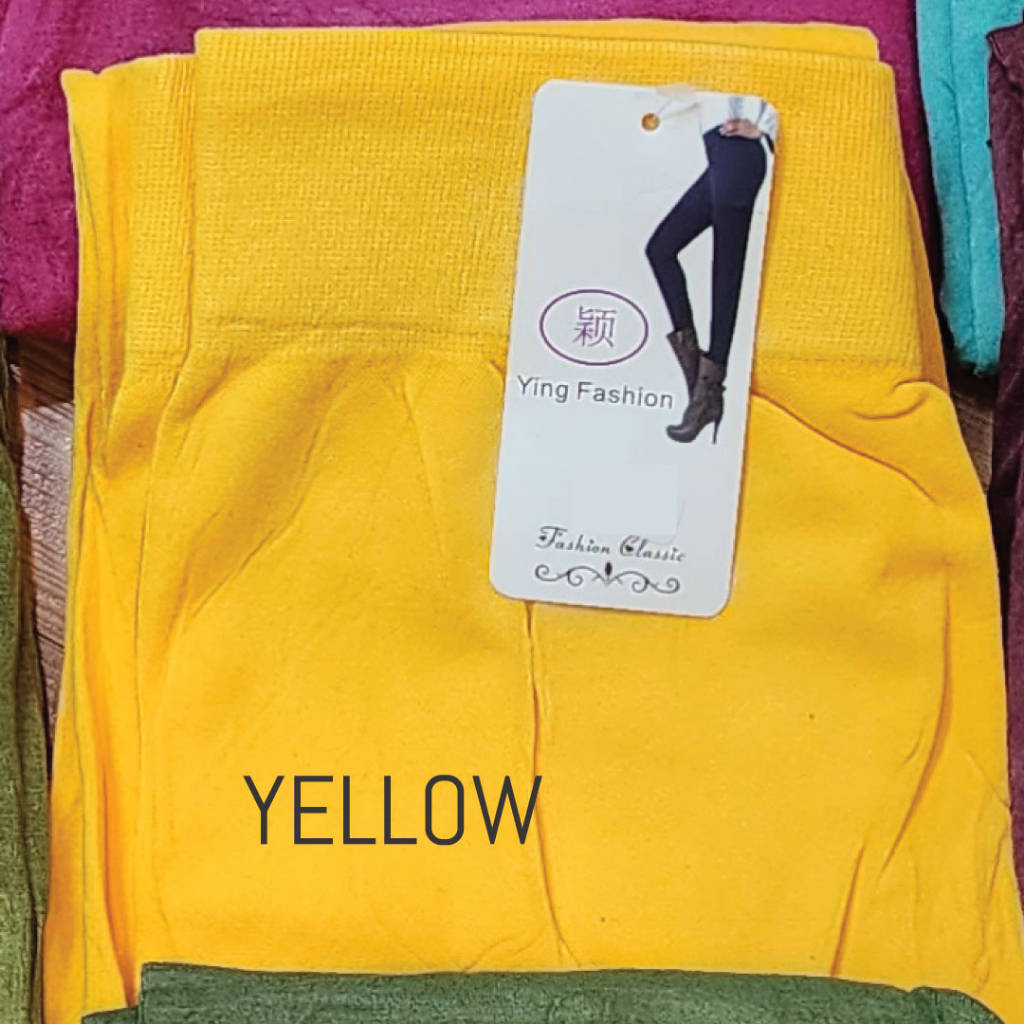 颖
Ying Fashion
Fashion Classic
YELLOW